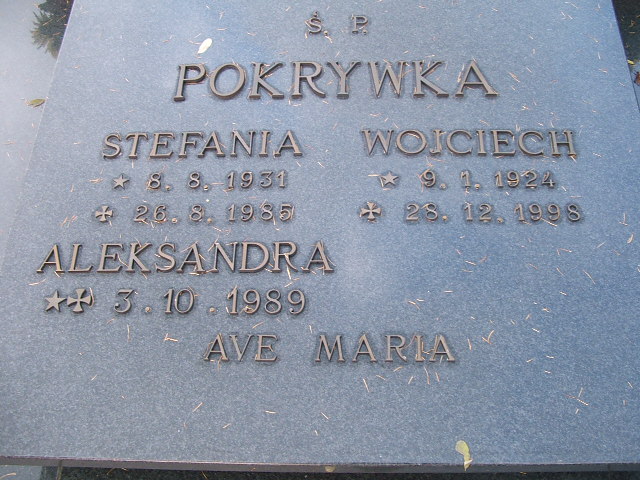 Ś. P.
POKRYWKA
STEFANIA WOJCIECH
★ 8. 8. 1931 ★ 9. 1. 1924
✠ 26. 8. 1985 ✠ 28. 12. 1998
ALEKSANDRA
★✠ 3. 10. 1989
AVE MARIA